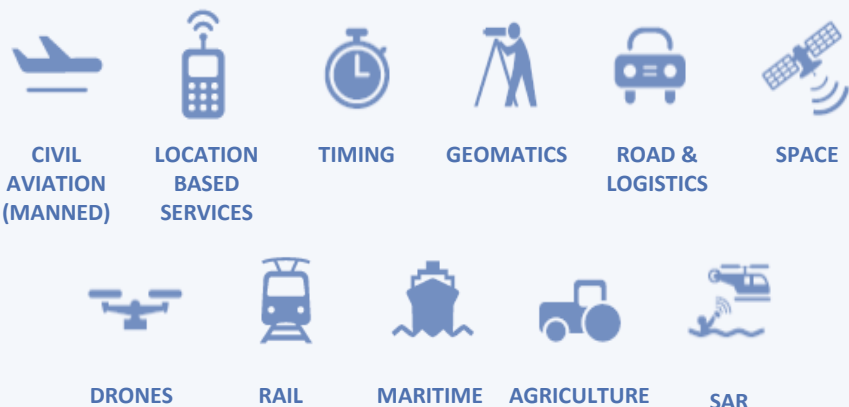 CIVIL
AVIATION
(MANNED)
LOCATION
BASED
SERVICES
TIMING
GEOMATICS
ROAD &
LOGISTICS
SPACE
DRONES
RAIL
MARITIME
AGRICULTURE
SAR